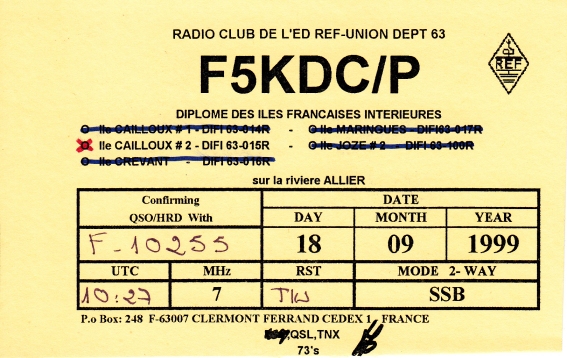 RADIO CLUB DE L'ED REF-UNION DEPT 63
F5KDC/P
REF
DIPLOME DES ILES FRANCAISES INTERIEURES
O Ile CAILLOUX # 1 - DIFI 63-014R - O Ile MARINGUES - DIFI63-017R
O Ile CAILLOUX # 2 - DIFI 63-015R - O Ile JOZE # 2 - DIFI 63-106R
O Ile CREVANT - DIFI 63-016R
sur la riviere ALLIER
Confirming QSO/HRD With
DATE
DAY MONTH YEAR
F-10255 18 09 1999
UTC MHz RST MODE 2-WAY
10:27 7 SSB
P.o Box: 248 F-63007 CLERMONT FERRAND CEDEX 1, FRANCE
,QSL,TNX
73's